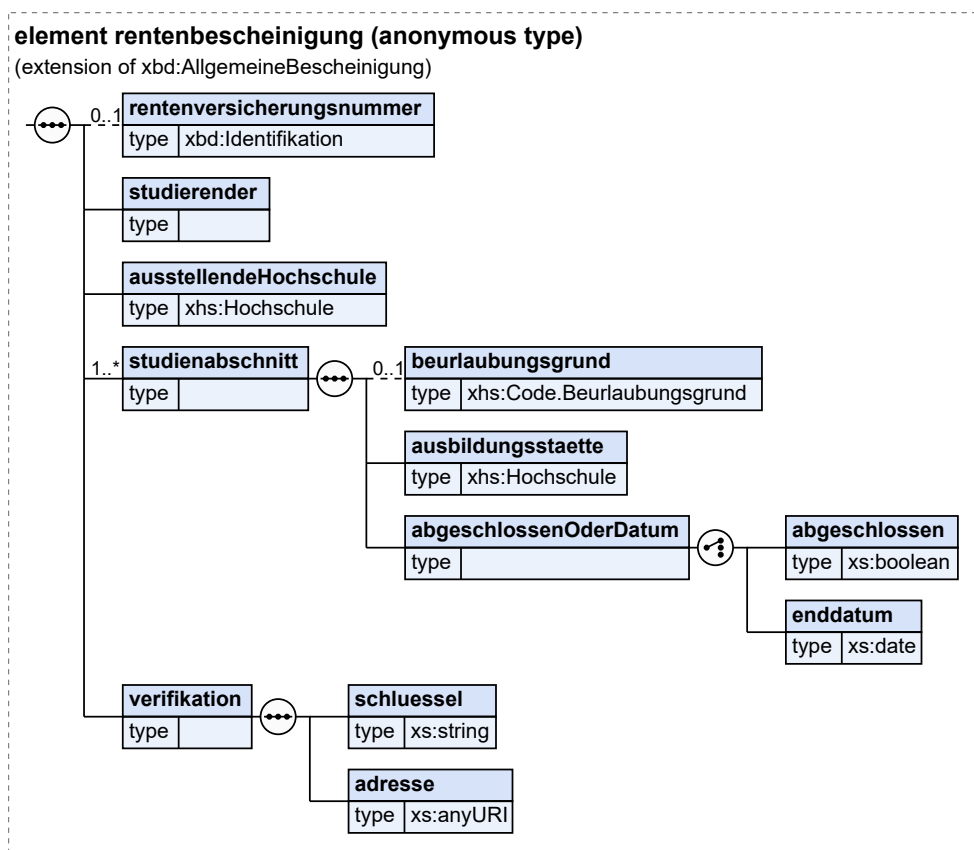 element rentenbescheinigung (anonymous type)
(extension of xbd:AllgemeineBescheinigung)
0..1
rentenversicherungsnummer
type xbd:Identifikation
studierender
type
ausstellendeHochschule
type xhs:Hochschule
1..*
studienabschnitt
type
0..1
beurlaubungsgrund
type xhs:Code.Beurlaubungsgrund
ausbildungsstaette
type xhs:Hochschule
abgeschlossenOderDatum
type
abgeschlossen
type xs:boolean
enddatum
type xs:date
verifikation
type
schluessel
type xs:string
adresse
type xs:anyURI